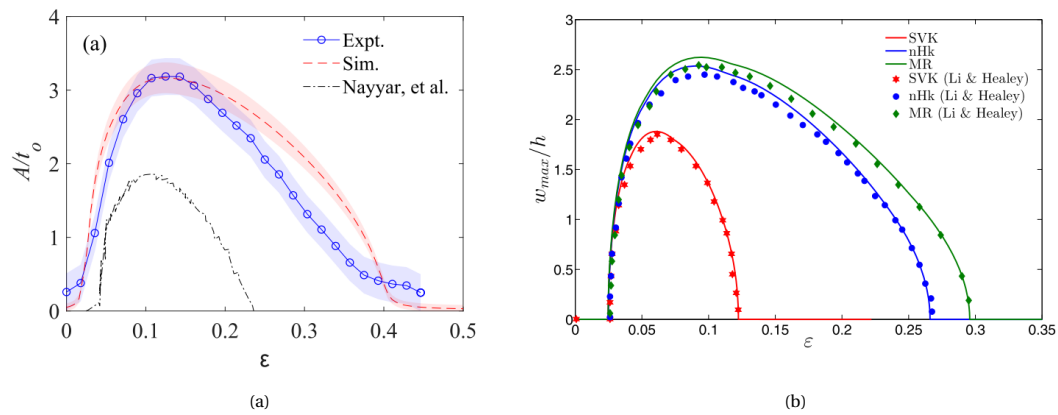 4
3
2
1
0
A/t₀
(a)
Expt.
Sim.
Nayyar, et al.
0
0.1
0.2
0.3
0.4
0.5
ε
(a)
3
2.5
2
1.5
1
0.5
0
w_max/h
SVK
nHk
MR
SVK (Li & Healey)
nHk (Li & Healey)
MR (Li & Healey)
0
0.05
0.1
0.15
0.2
0.25
0.3
0.35
ε
(b)